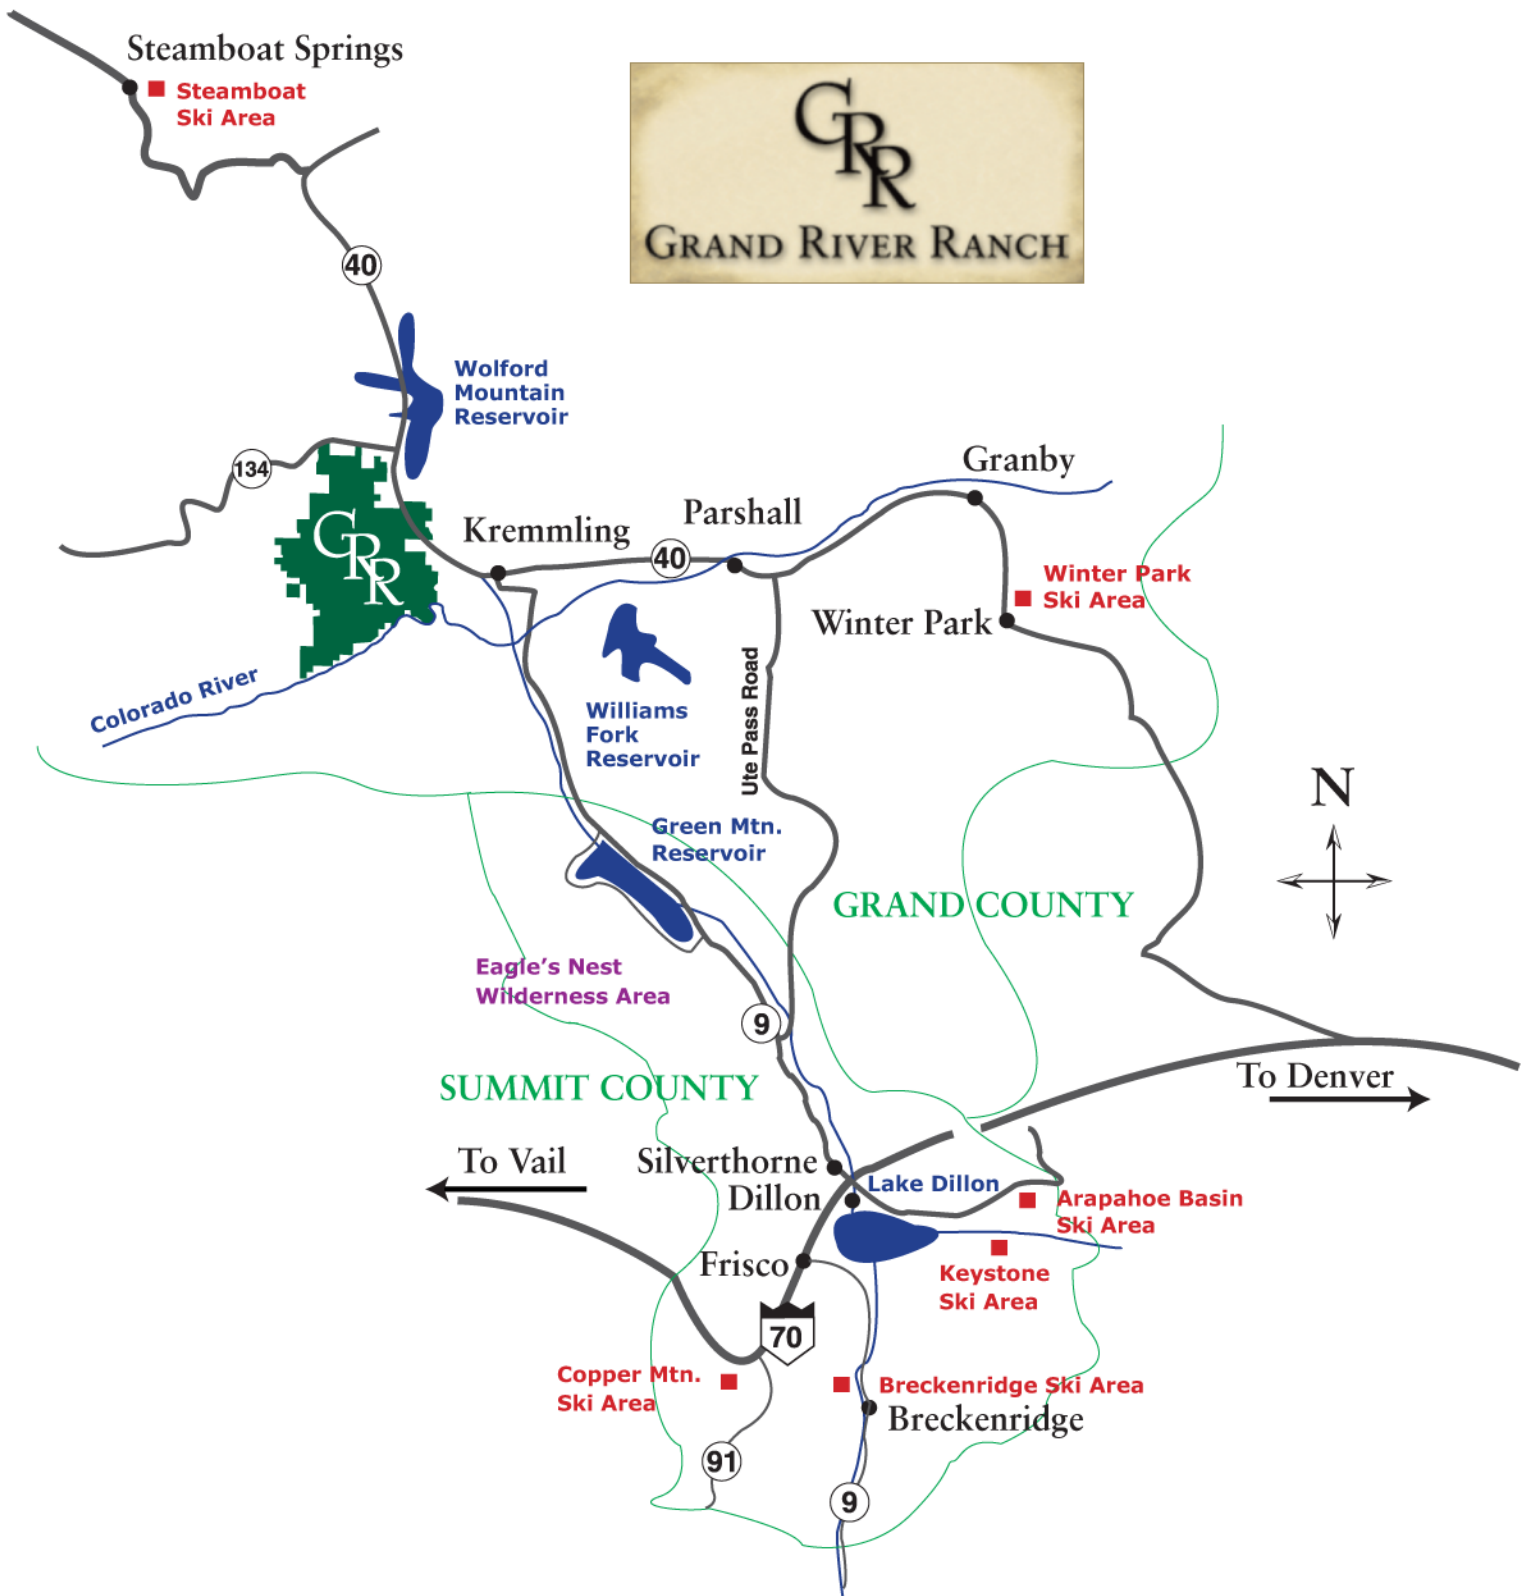 Steamboat Springs
Steamboat
Ski Area
GRR
GRAND RIVER RANCH
40
Wolford
Mountain
Reservoir
134
Granby
Parshall
Kremmling
40
GRR
Winter Park
Ski Area
Winter Park
Colorado River
Williams
Fork
Reservoir
Ute Pass Road
N
Green Mtn.
Reservoir
GRAND COUNTY
Eagle's Nest
Wilderness Area
9
SUMMIT COUNTY
To Denver
To Vail
Silverthorne
Dillon
Lake Dillon
Arapahoe Basin
Ski Area
Frisco
Keystone
Ski Area
70
Copper Mtn.
Ski Area
Breckenridge Ski Area
Breckenridge
91
9